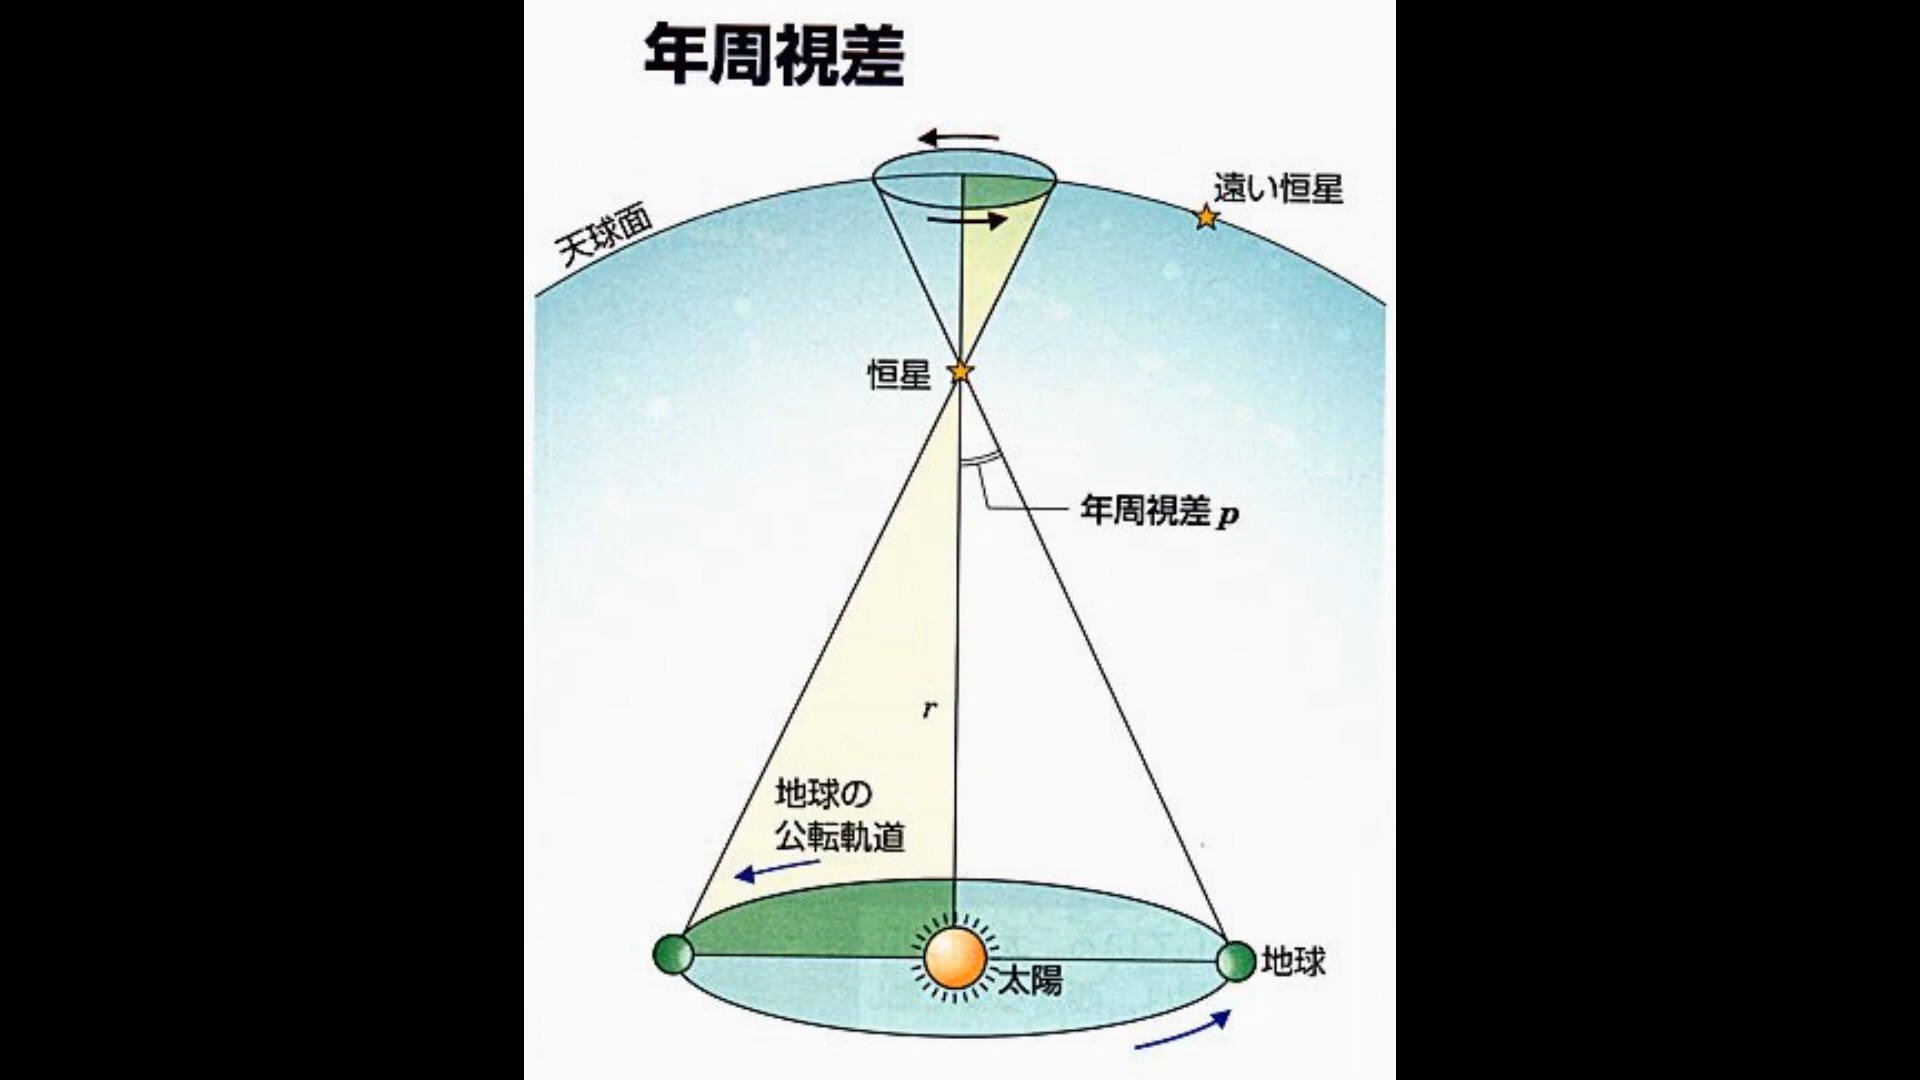 年周視差
天球面
遠い恒星
恒星
年周視差 p
r
地球の
公転軌道
太陽
地球